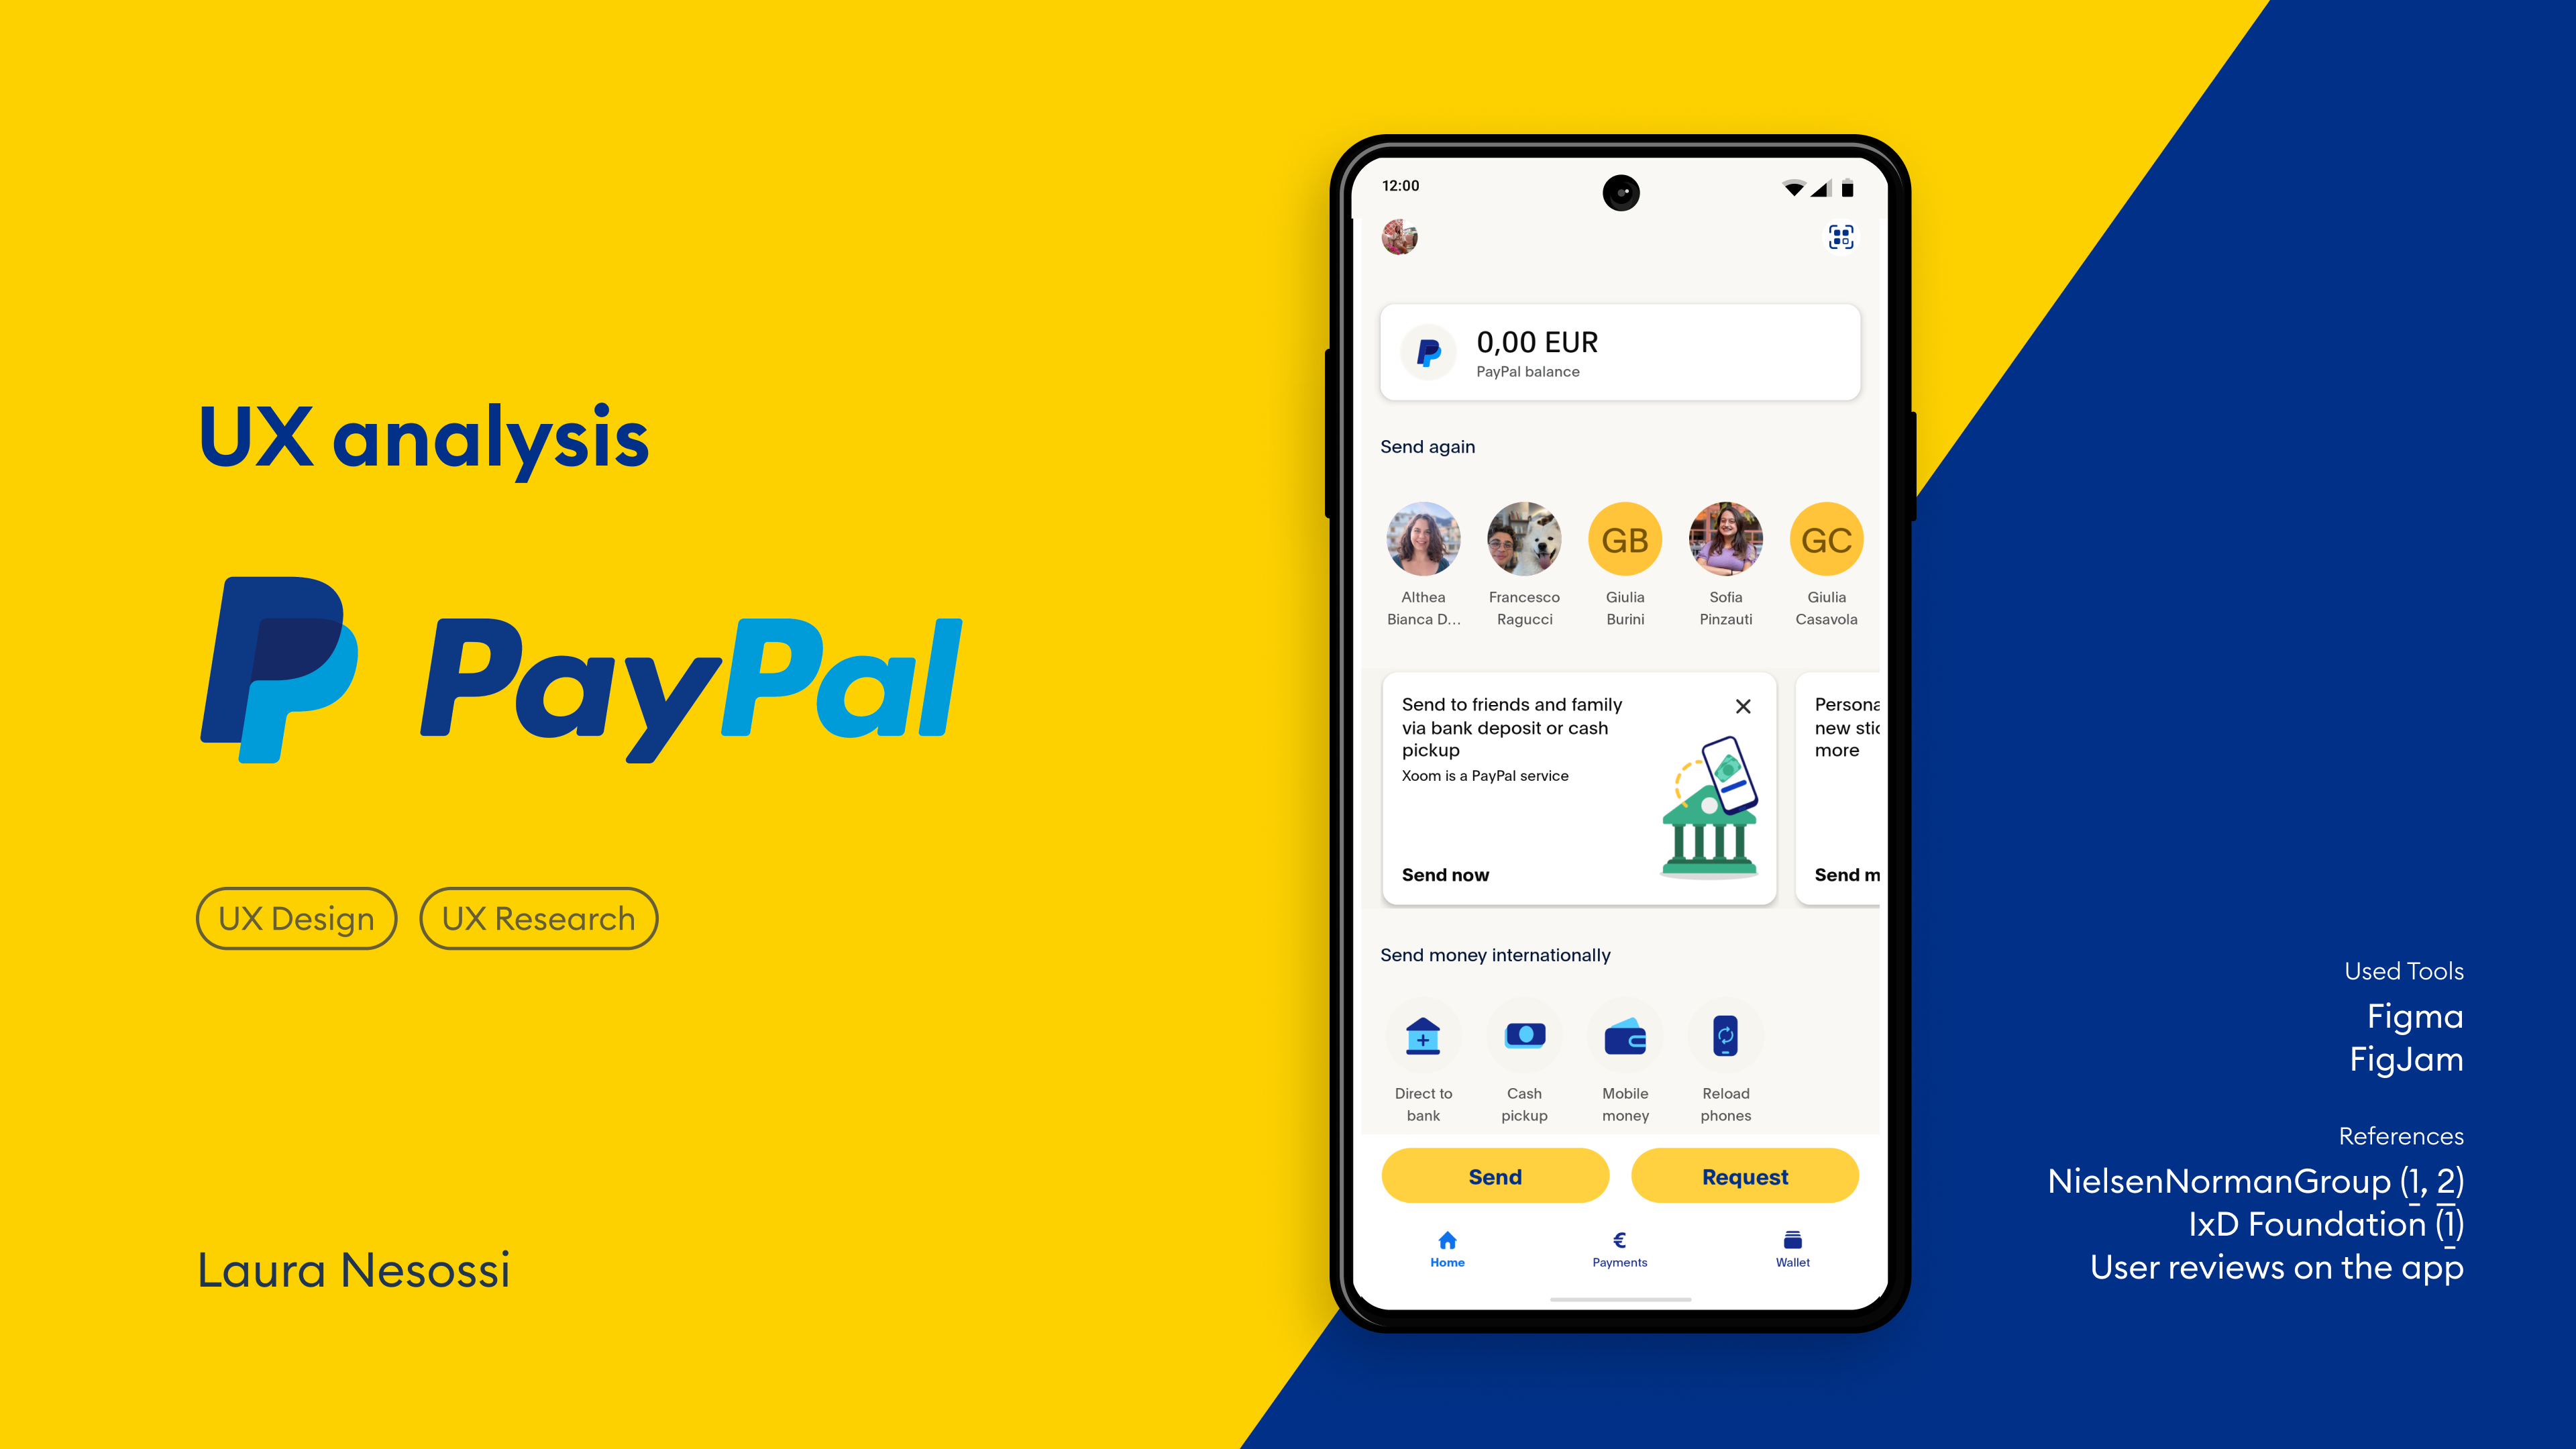 UX analysis
PayPal
UX Design
UX Research
Laura Nesossi
12:00
0,00 EUR
PayPal balance
Send again
GB
GC
Althea
Bianca D...
Francesco
Ragucci
Giulia
Burini
Sofia
Pinzauti
Giulia
Casavola
Send to friends and family
via bank deposit or cash
pickup
Xoom is a PayPal service
Send now
Persona
new stic
more
Send m
Send money internationally
Direct to
bank
Cash
pickup
Mobile
money
Reload
phones
Send
Request
€
Home
Payments
Wallet
Used Tools
Figma
FigJam
References
NielsenNormanGroup (1, 2)
IxD Foundation (1)
User reviews on the app